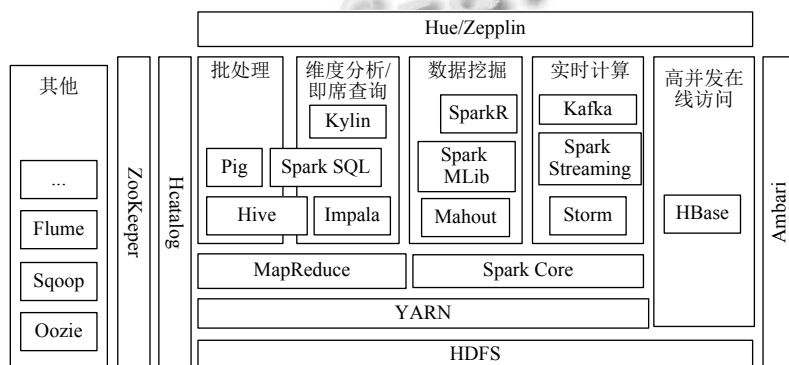 Hue/Zepplin
其他
...
Flume
Sqoop
Oozie
ZooKeeper
Hcatalog
批处理
Pig
Hive
维度分析/
即席查询
Kylin
Spark SQL
Impala
数据挖掘
SparkR
Spark
MLib
Mahout
实时计算
Kafka
Spark
Streaming
Storm
高并发在
线访问
HBase
Ambari
MapReduce
Spark Core
YARN
HDFS